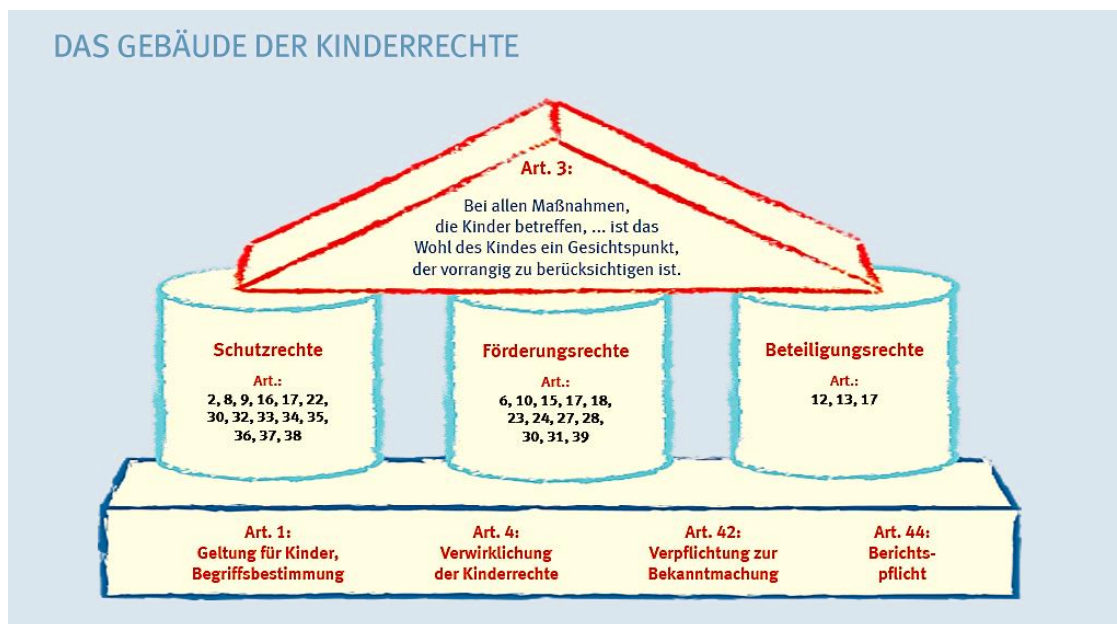 DAS GEBÄUDE DER KINDERRECHTE
Art. 3:
Bei allen Maßnahmen,
die Kinder betreffen, ... ist das
Wohl des Kindes ein Gesichtspunkt,
der vorrangig zu berücksichtigen ist.
Schutzrechte
Art.:
2, 8, 9, 16, 17, 22,
30, 32, 33, 34, 35,
36, 37, 38
Förderungsrechte
Art.:
6, 10, 15, 17, 18,
23, 24, 27, 28,
30, 31, 39
Beteiligungsrechte
Art.:
12, 13, 17
Art. 1:
Geltung für Kinder,
Begriffsbestimmung
Art. 4:
Verwirklichung
der Kinderrechte
Art. 42:
Verpflichtung zur
Bekanntmachung
Art. 44:
Berichts-
pflicht